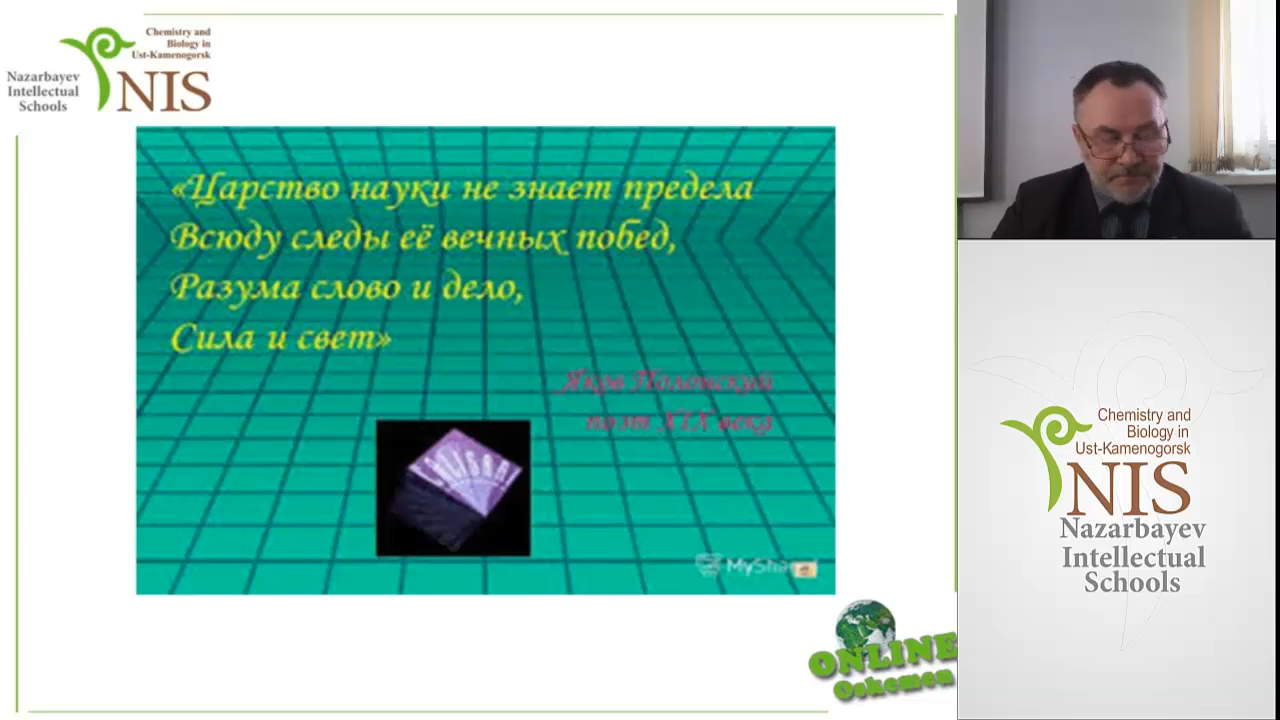 Chemistry and
Biology in
Ust-Kamenogorsk
Nazarbayev
Intellectual
Schools
NIS
«Царство науки не знает предела
Всюду следы её вечных побед,
Разума слово и дело,
Сила и свет»
Яков Полонский
поэт XIX века
ONLINE
Oskemen
Chemistry and
Biology in
Ust-Kamenogorsk
NIS
Nazarbayev
Intellectual
Schools